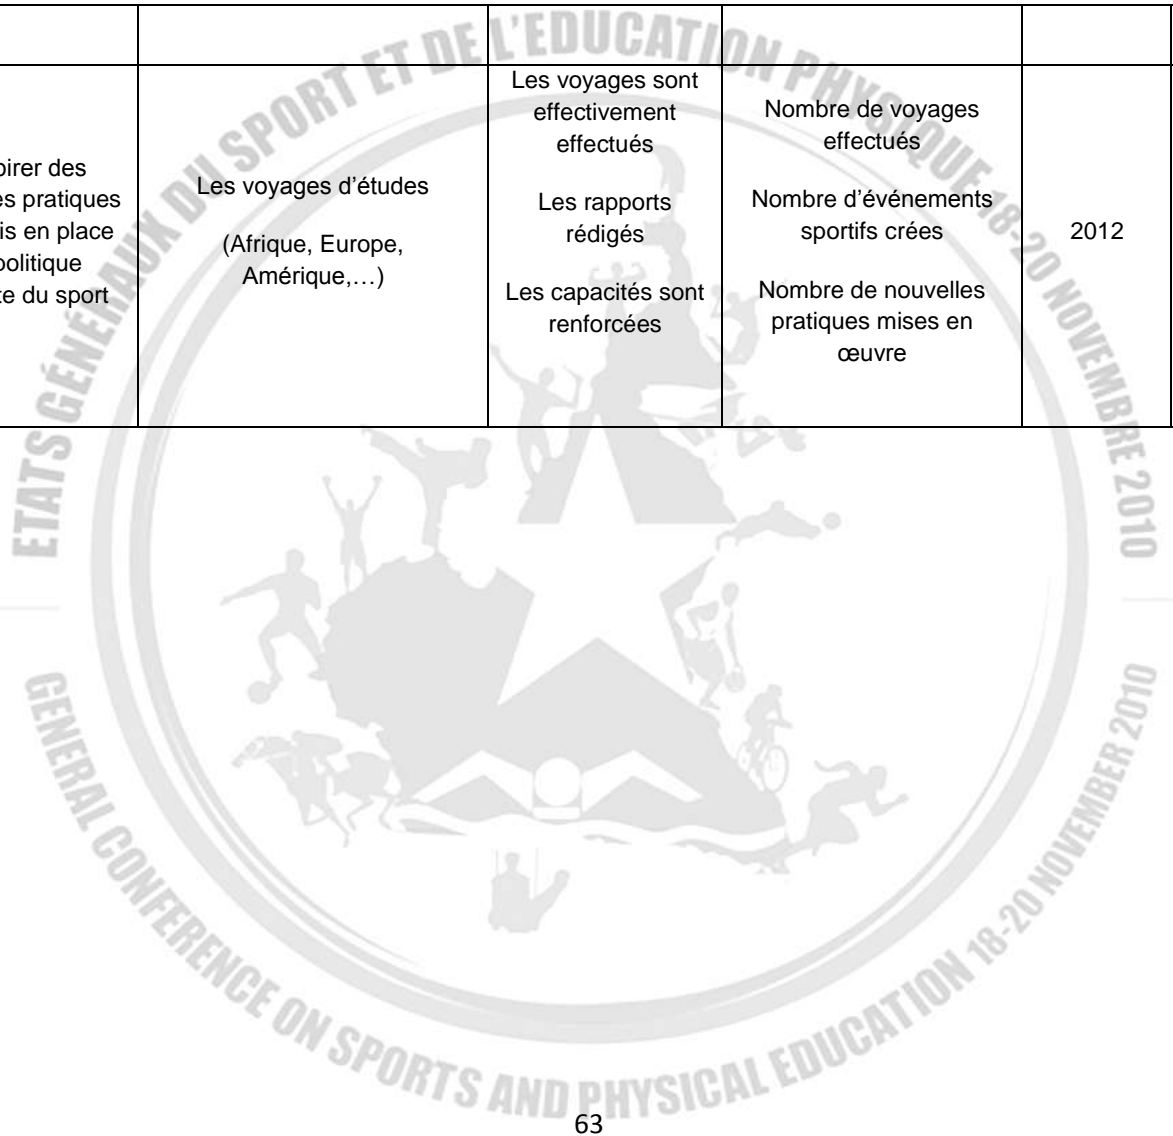 pirer des
es pratiques
is en place
politique
te du sport
Les voyages d’études
(Afrique, Europe,
Amérique,…)
Les voyages sont
effectivement
effectués
Les rapports
rédigés
Les capacités sont
renforcées
Nombre de voyages
effectués
Nombre d’événements
sportifs crées
Nombre de nouvelles
pratiques mises en
œuvre
2012
ETATS GÉNÉRAUX DU SPORT ET DE L'EDUCATION PHYSIQUE 18-20 NOVEMBRE 2010
GENERAL CONFERENCE ON SPORTS AND PHYSICAL EDUCATION 18-20 NOVEMBER 2010
63